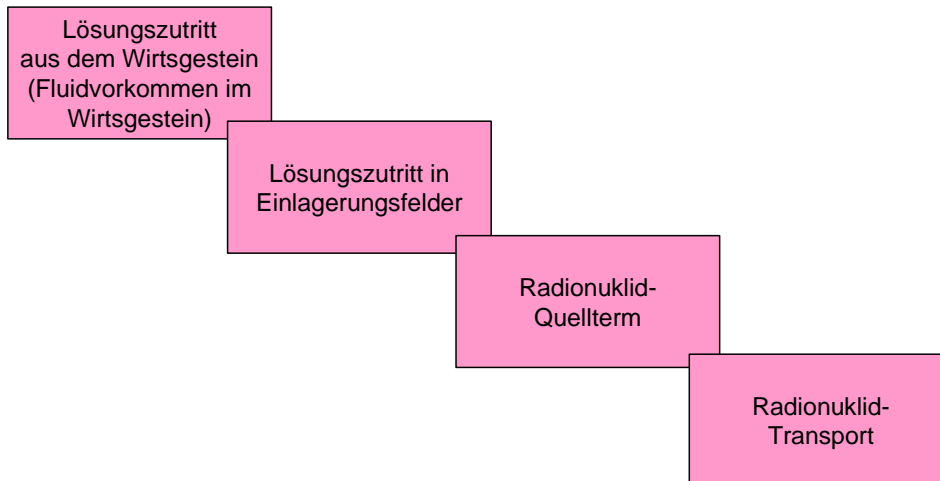 Lösungszutritt
aus dem Wirtsgestein
(Fluidvorkommen im
Wirtsgestein)
Lösungszutritt in
Einlagerungsfelder
Radionuklid-
Quellterm
Radionuklid-
Transport